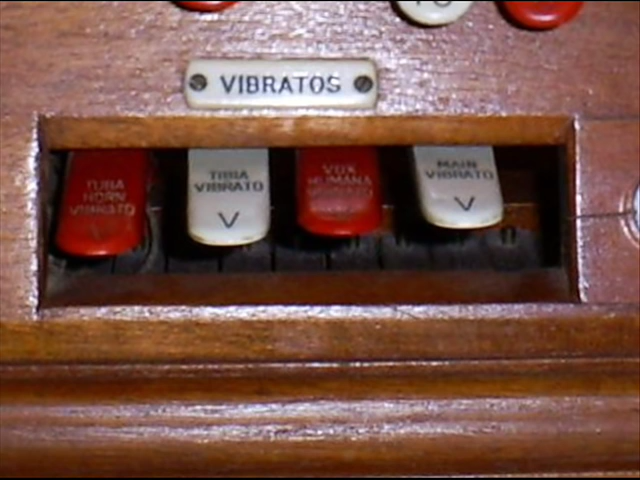 VIBRATOS
TUBA
HORN
VIBRATO
V
TIBIA
VIBRATO
V
VOX
HUMANA
MAIN
VIBRATO
V